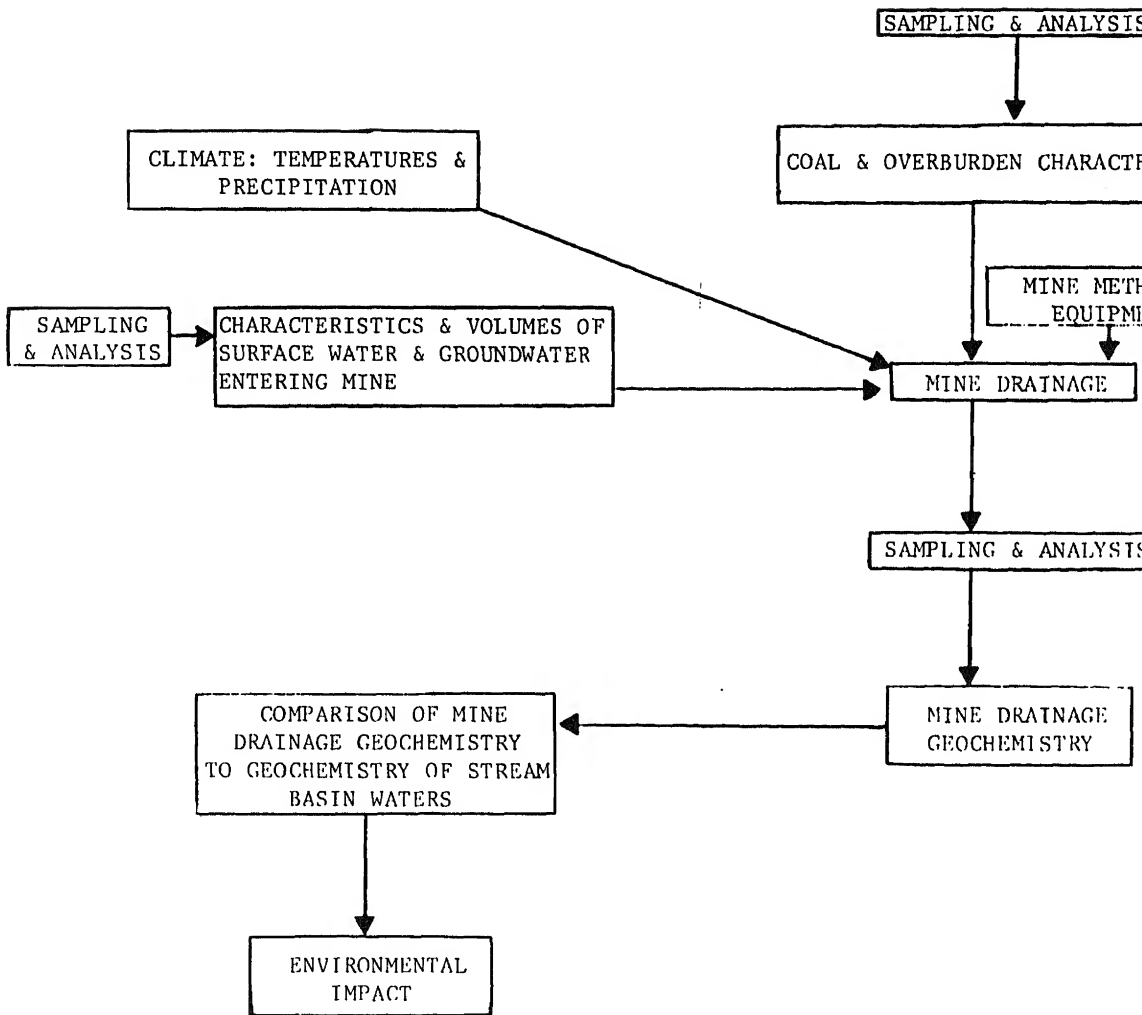 SAMPLING & ANALYSIS
CLIMATE: TEMPERATURES &
PRECIPITATION
COAL & OVERBURDEN
MINE
SAMPLING
& ANALYSIS
CHARACTERISTICS & VOLUMES OF
SURFACE WATER & GROUNDWATER
ENTERING MINE
MINE DRAINAGE
SAMPLING & ANALYSIS
MINE DRAINAGE
GEOCHEMISTRY
COMPARISON OF MINE
DRAINAGE GEOCHEMISTRY
TO GEOCHEMISTRY OF STREAM
BASIN WATERS
ENVIRONMENTAL
IMPACT